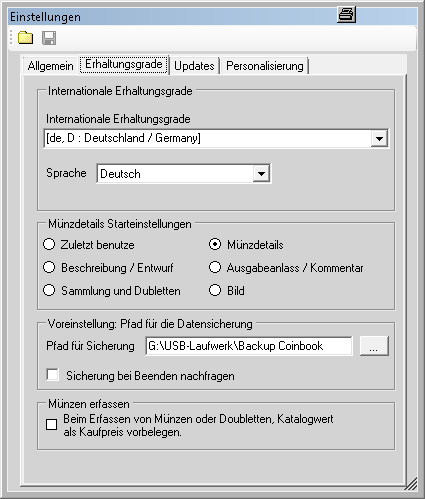 Einstellungen
Allgemein Erhaltungsgrade Updates Personalisierung
Internationale Erhaltungsgrade
Internationale Erhaltungsgrade
[de, D : Deutschland / Germany]
Sprache Deutsch
Münzdetails Starteinstellungen
Zuletzt benutze Münzdetails
Beschreibung / Entwurf Ausgabeanlass / Kommentar
Sammlung und Dubletten Bild
Voreinstellung: Pfad für die Datensicherung
Pfad für Sicherung G:\USB-Laufwerk\Backup Coinbook ...
Sicherung bei Beenden nachfragen
Münzen erfassen
Beim Erfassen von Münzen oder Doubletten, Katalogwert
als Kaufpreis vorbelegen.